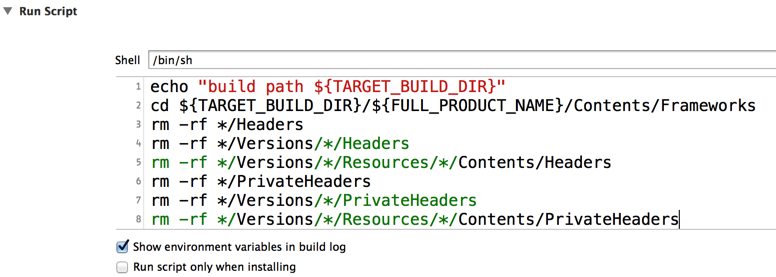 Run Script
Shell /bin/sh
1 echo "build path ${TARGET_BUILD_DIR}"
2 cd ${TARGET_BUILD_DIR}/${FULL_PRODUCT_NAME}/Contents/Frameworks
3 rm -rf */Headers
4 rm -rf */Versions/*/Headers
5 rm -rf */Versions/*/Resources/*/Contents/Headers
6 rm -rf */PrivateHeaders
7 rm -rf */Versions/*/PrivateHeaders
8 rm -rf */Versions/*/Resources/*/Contents/PrivateHeaders
Show environment variables in build log
Run script only when installing